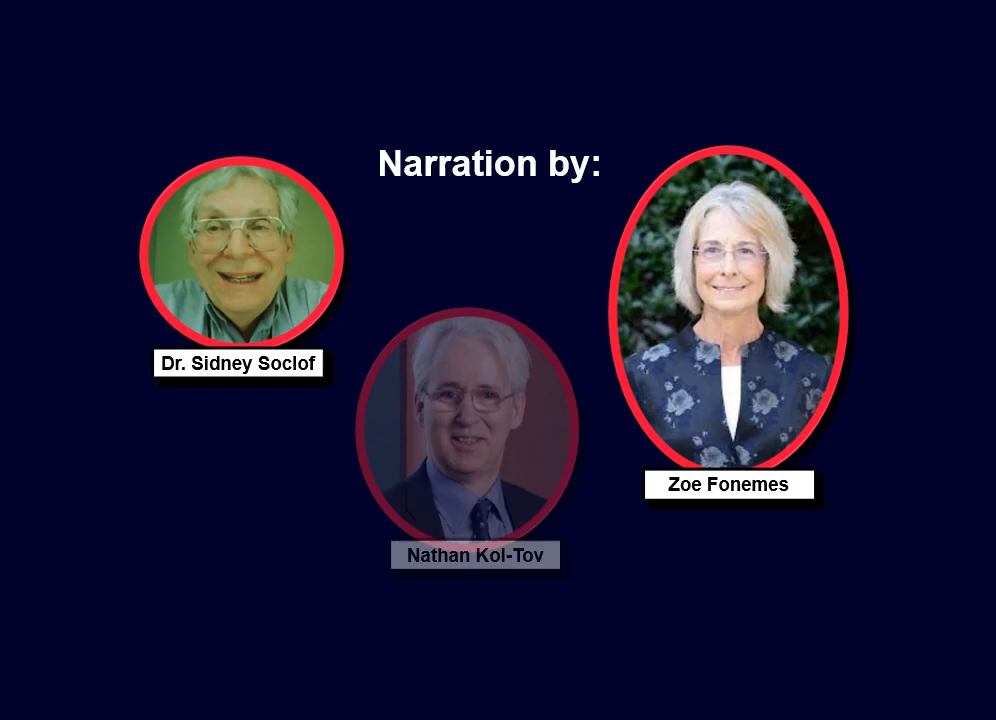 Narration by:
Dr. Sidney Soclof
Nathan Kol-Tov
Zoe Fonemes